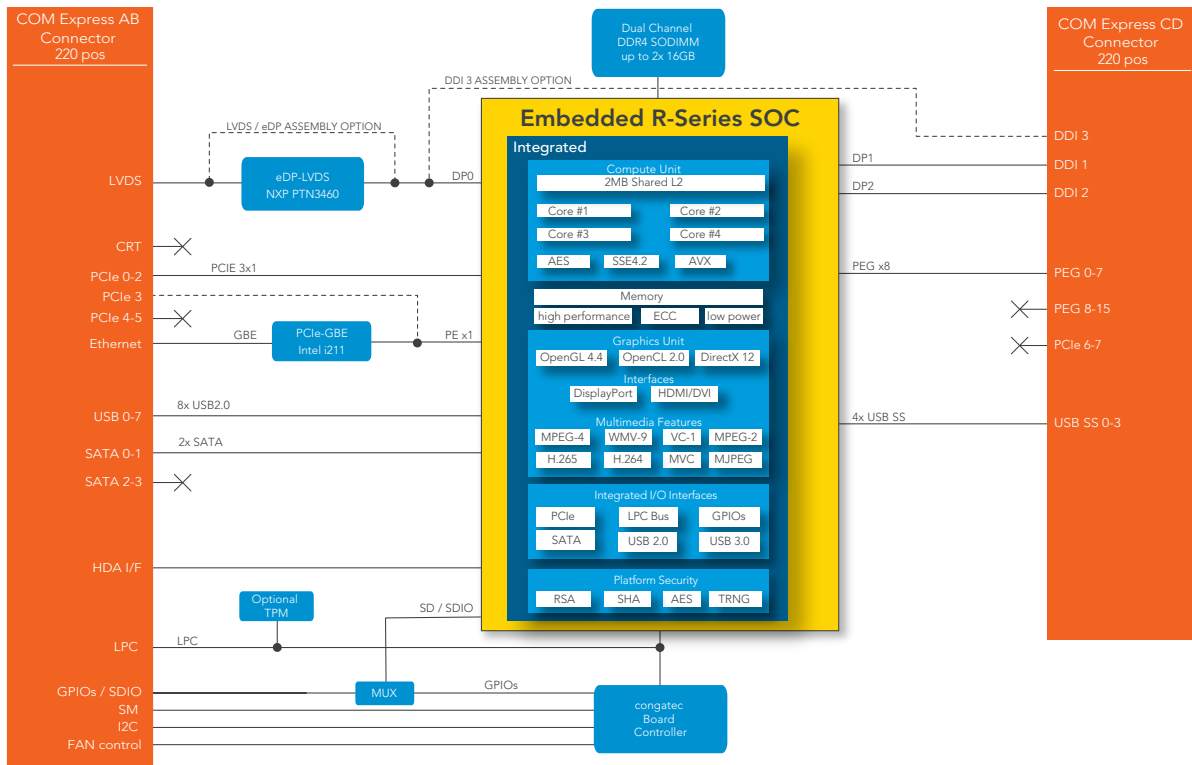 COM Express AB
Connector
220 pos
LVDS
CRT
PCIe 0-2
PCIe 3
PCIe 4-5
Ethernet
USB 0-7
SATA 0-1
SATA 2-3
HDA I/F
LPC
GPIOs / SDIO
SM
I2C
FAN control
LVDS / eDP ASSEMBLY OPTION
eDP-LVDS
NXP PTN3460
DP0
DDI 3 ASSEMBLY OPTION
PCIE 3x1
GBE
PCIe-GBE
Intel i211
PE x1
8x USB2.0
2x SATA
Optional
TPM
SD / SDIO
LPC
MUX
GPIOs
congatec
Board
Controller
Dual Channel
DDR4 SODIMM
up to 2x 16GB
Embedded R-Series SOC
Integrated
Compute Unit
2MB Shared L2
Core #1 Core #2
Core #3 Core #4
AES SSE4.2 AVX
Memory
high performance ECC low power
Graphics Unit
OpenGL 4.4 OpenCL 2.0 DirectX 12
Interfaces
DisplayPort HDMI/DVI
Multimedia Features
MPEG-4 WMV-9 VC-1 MPEG-2
H.265 H.264 MVC MJPEG
Integrated I/O Interfaces
PCIe LPC Bus GPIOs
SATA USB 2.0 USB 3.0
Platform Security
RSA SHA AES TRNG
DP1
DP2
PEG x8
4x USB SS
COM Express CD
Connector
220 pos
DDI 3
DDI 1
DDI 2
PEG 0-7
PEG 8-15
PCIe 6-7
USB SS 0-3